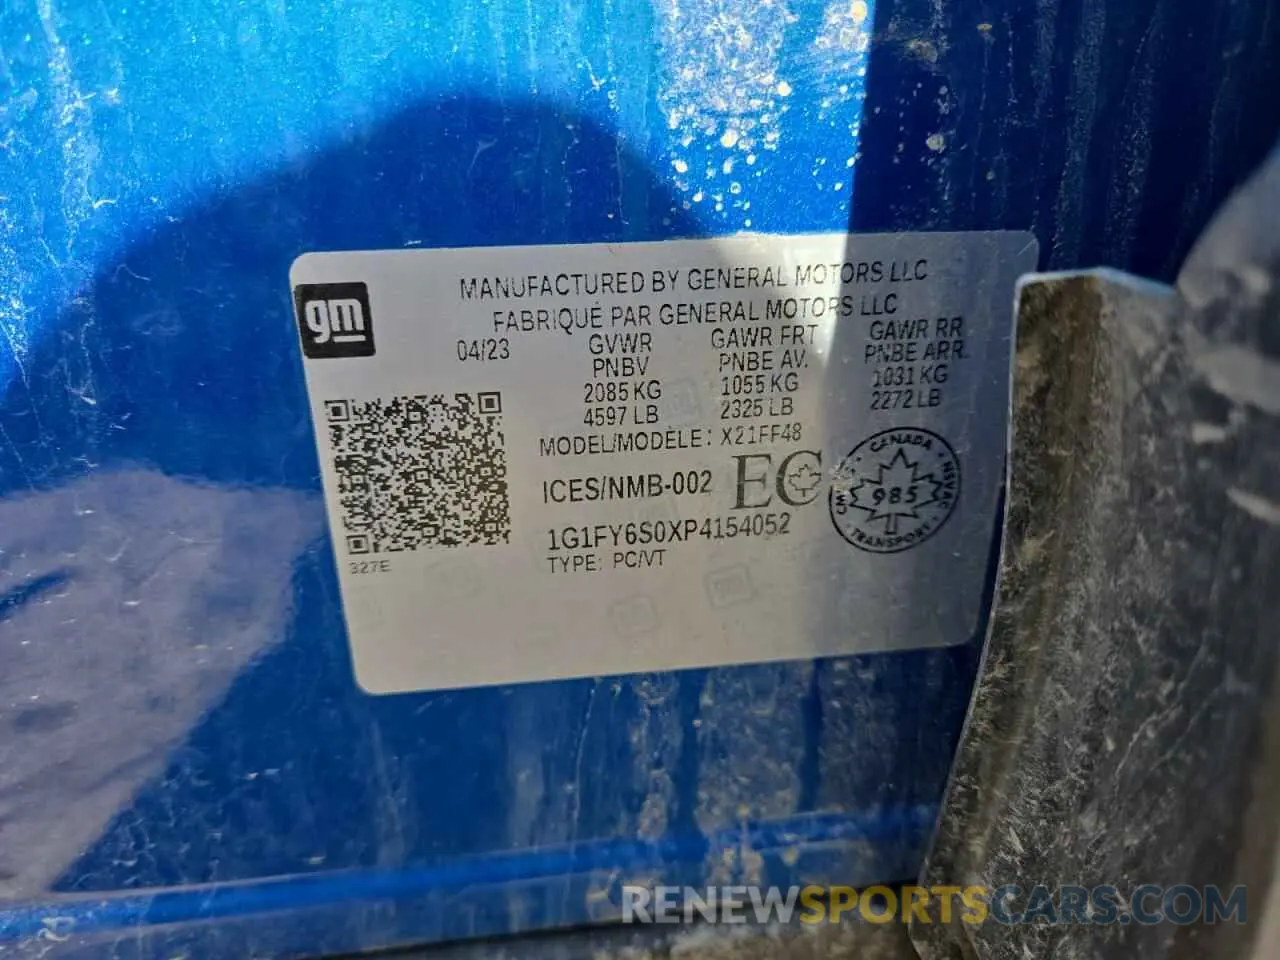 MANUFACTURED BY GENERAL MOTORS LLC
FABRIQUÉ PAR GENERAL MOTORS LLC
gm
04/23 GVWR GAWR FRT GAWR RR
PNBV PNBE AV. PNBE ARR.
2085 KG 1055 KG 1031 KG
4597 LB 2325 LB 2272 LB
MODEL/MODÈLE: X21FF48
ICES/NMB-002 EC
CANADA
985
TRANSPORT
NSVAC
1G1FY6S0XP4154052
TYPE: PC/VT
327E
RENEWSPORTSCARS.COM